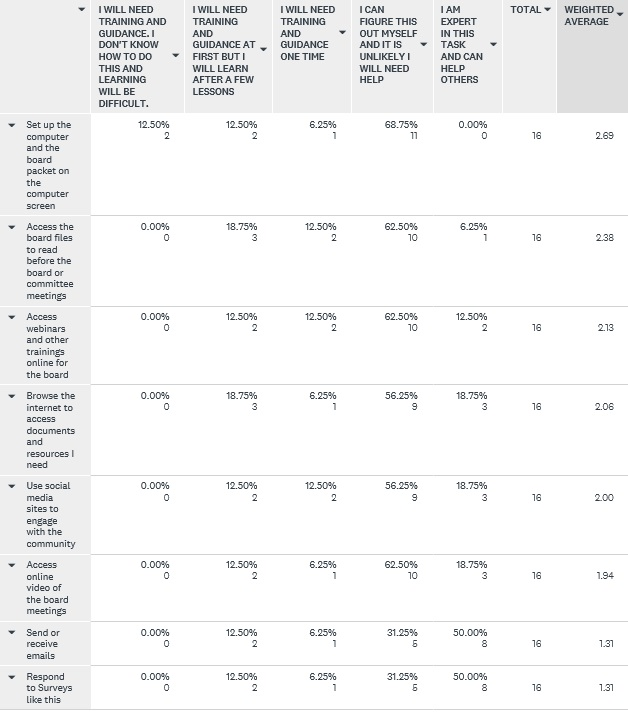 I WILL NEED
TRAINING AND
GUIDANCE. I
DON'T KNOW
HOW TO DO
THIS AND
LEARNING
WILL BE
DIFFICULT.
I WILL NEED
TRAINING
AND
GUIDANCE AT
FIRST BUT I
WILL LEARN
AFTER A FEW
LESSONS
I WILL NEED
TRAINING
AND
GUIDANCE
ONE TIME
I CAN
FIGURE THIS
OUT MYSELF
AND IT IS
UNLIKELY I
WILL NEED
HELP
I AM
EXPERT
IN THIS
TASK
AND CAN
HELP
OTHERS
TOTAL
WEIGHTED
AVERAGE
Set up the
computer
and the
board
packet on
the
computer
screen
12.50% 12.50% 6.25% 68.75% 0.00%
2 2 1 11 0 16 2.69
Access the
board files
to read
before the
board or
committee
meetings
0.00% 18.75% 12.50% 62.50% 6.25%
0 3 2 10 1 16 2.38
Access
webinars
and other
trainings
online for
the board
0.00% 12.50% 12.50% 62.50% 12.50%
0 2 2 10 2 16 2.13
Browse the
internet to
access
documents
and
resources I
need
0.00% 18.75% 6.25% 56.25% 18.75%
0 3 1 9 3 16 2.06
Use social
media
sites to
engage
with the
community
0.00% 12.50% 12.50% 56.25% 18.75%
0 2 2 9 3 16 2.00
Access
online
video of
the board
meetings
0.00% 12.50% 6.25% 62.50% 18.75%
0 2 1 10 3 16 1.94
Send or
receive
emails
0.00% 12.50% 6.25% 31.25% 50.00%
0 2 1 5 8 16 1.31
Respond
to Surveys
like this
0.00% 12.50% 6.25% 31.25% 50.00%
0 2 1 5 8 16 1.31